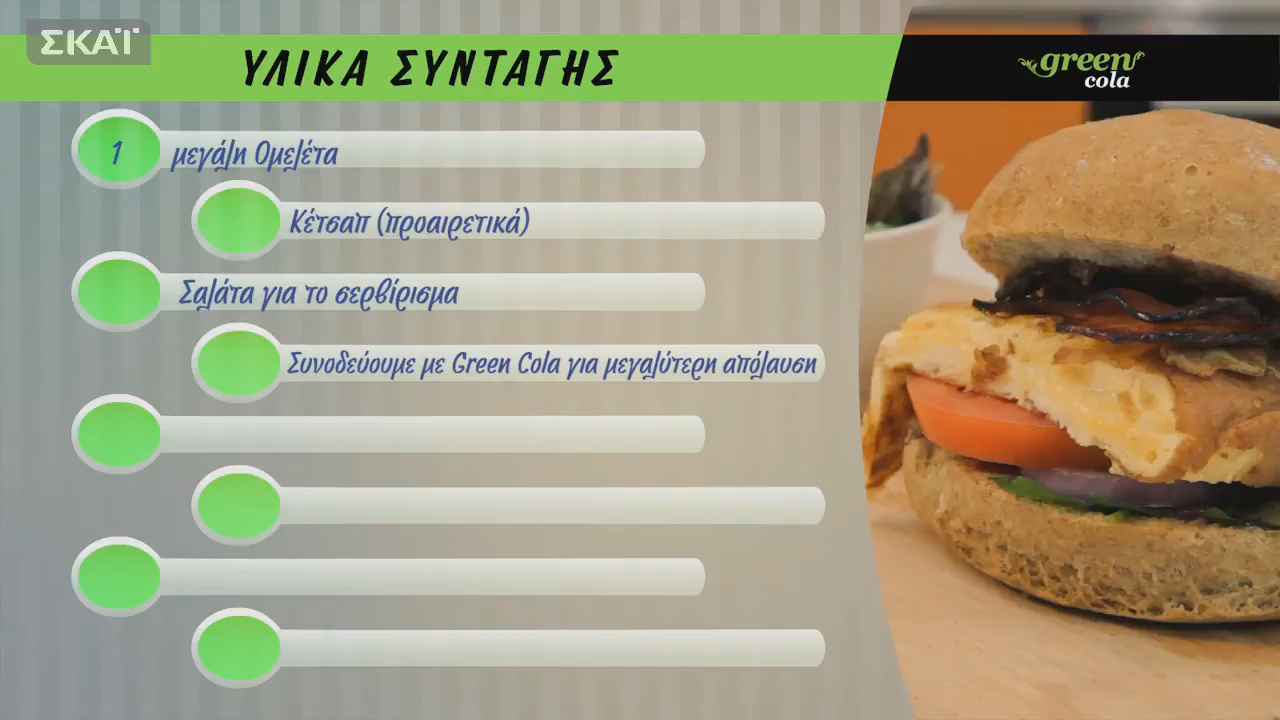 ΣΚΑΪ
ΥΛΙΚΑ ΣΥΝΤΑΓΗΣ
green
cola
1 μεγάλη Ομελέτα
Κέτσαπ (προαιρετικά)
Σαλάτα για το σερβίρισμα
Συνοδεύουμε με Green Cola για μεγαλύτερη απόλαυση